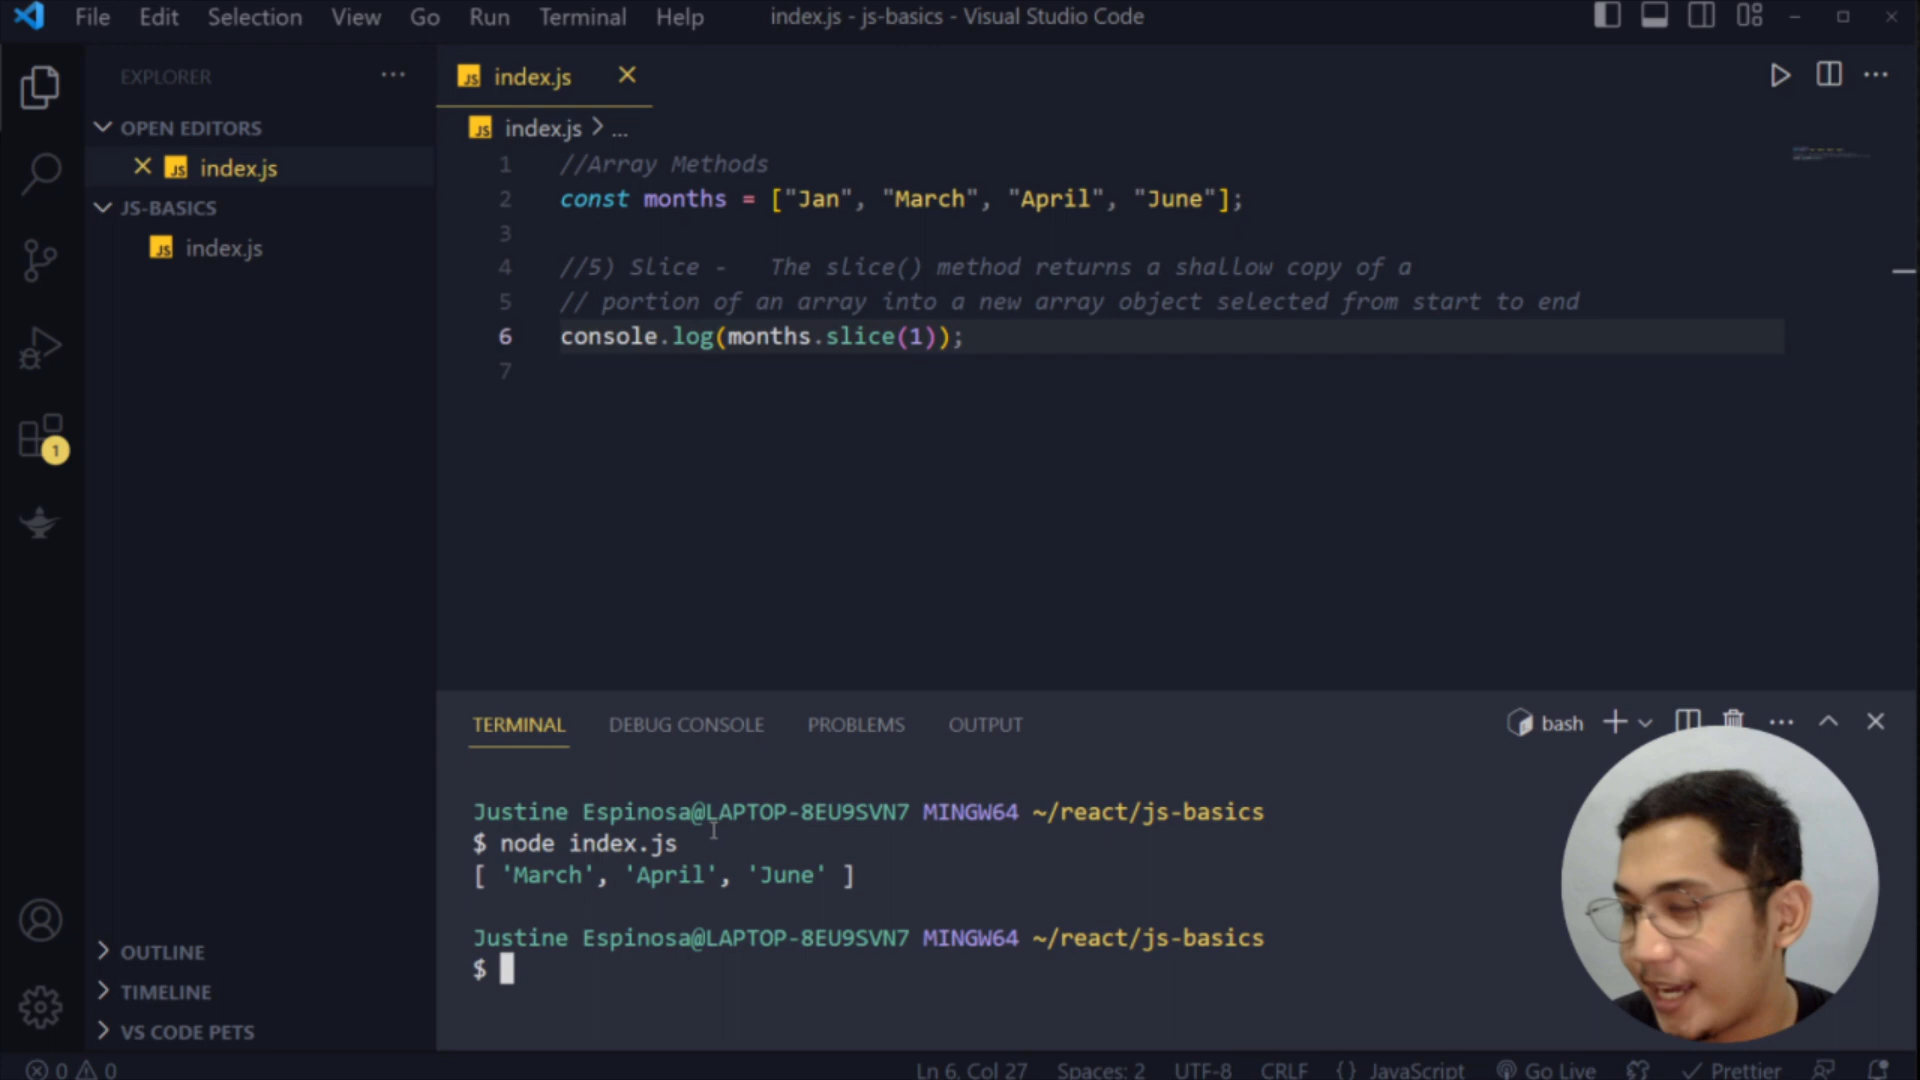 File Edit Selection View Go Run Terminal Help index.js - js-basics - Visual Studio Code
EXPLORER
OPEN EDITORS
index.js
JS-BASICS
index.js
OUTLINE
TIMELINE
VS CODE PETS
1
index.js
index.js > ...
1 //Array Methods
2 const months = ["Jan", "March", "April", "June"];
3
4 //5) Slice - The slice() method returns a shallow copy of a
5 // portion of an array into a new array object selected from start to end
6 console.log(months.slice(1));
7
TERMINAL DEBUG CONSOLE PROBLEMS OUTPUT bash
Justine Espinosa@LAPTOP-8EU9SVN7 MINGW64 ~/react/js-basics
$ node index.js
[ 'March', 'April', 'June' ]
Justine Espinosa@LAPTOP-8EU9SVN7 MINGW64 ~/react/js-basics
$
0 0 Ln 6, Col 27 Spaces: 2 UTF-8 CRLF {} JavaScript Go Live Prettier